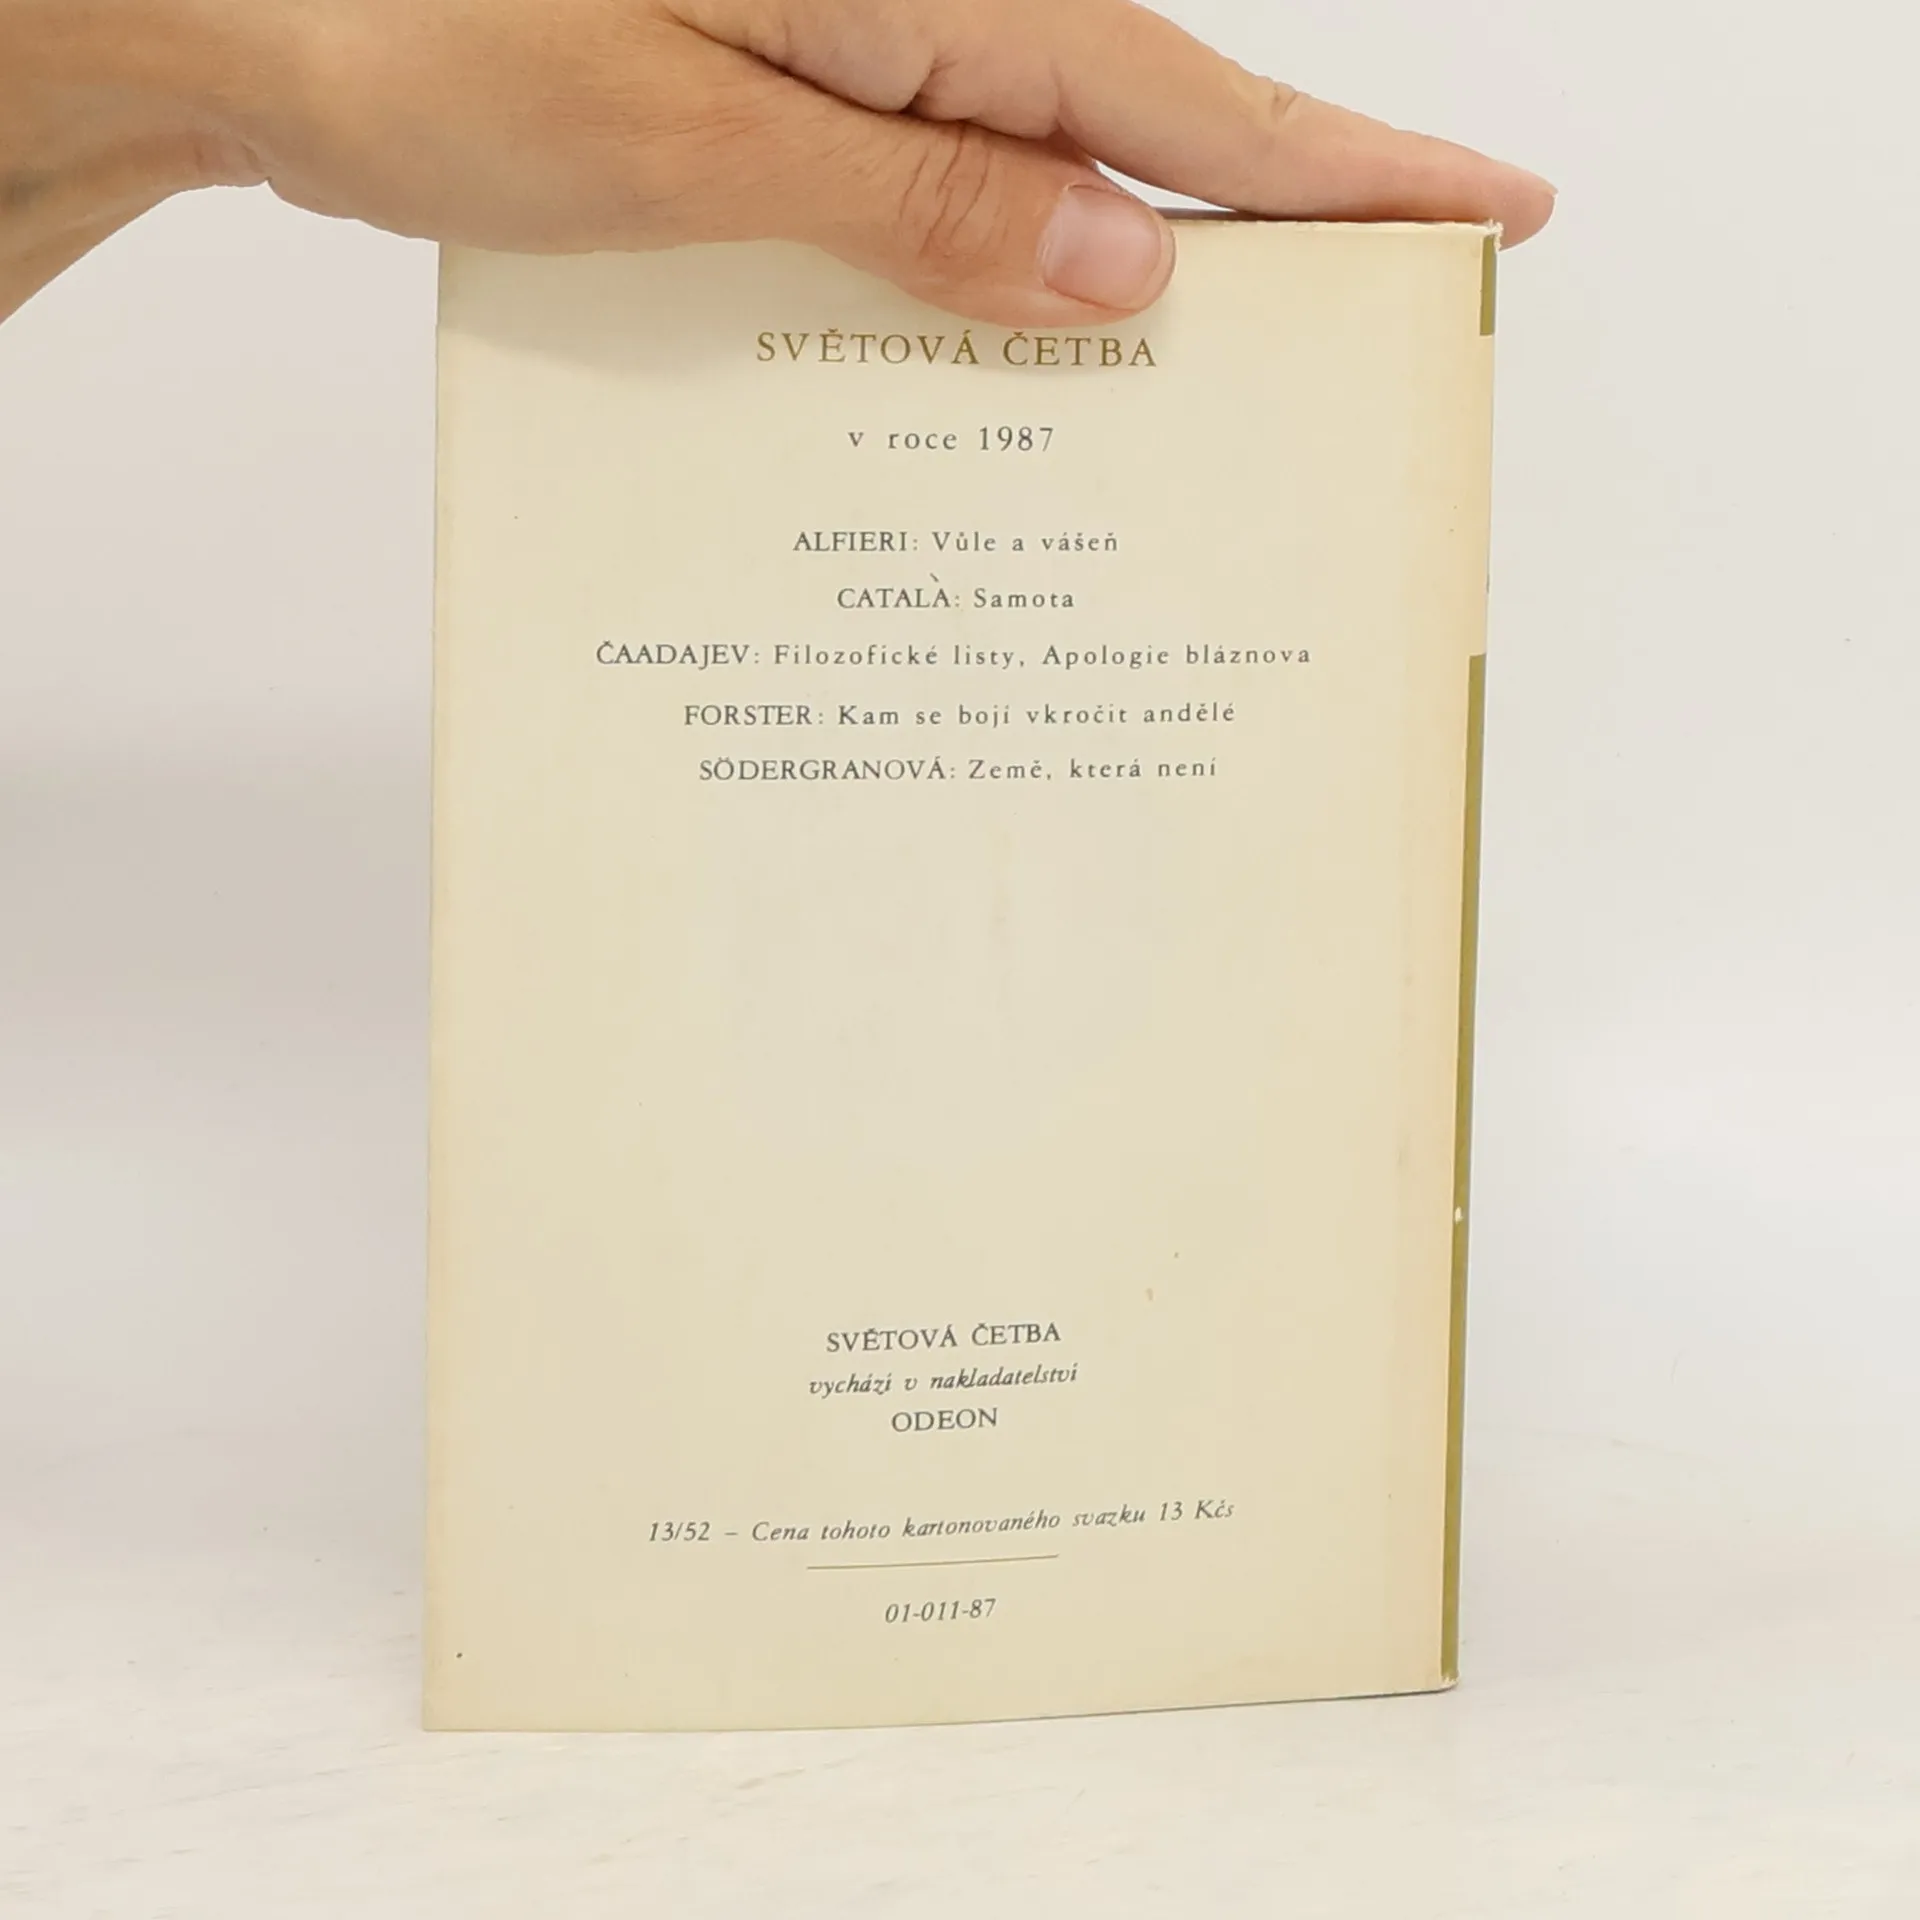 SVĚTOVÁ ČETBA
v roce 1987
ALFIERI: Vůle a vášeň
CATALÀ: Samota
ČAADAJEV: Filozofické listy, Apologie bláznova
FORSTER: Kam se bojí vkročit andělé
SÖDERGRANOVÁ: Země, která není
SVĚTOVÁ ČETBA
vychází v nakladatelství
ODEON
13/52 – Cena tohoto kartonovaného svazku 13 Kčs
01-011-87